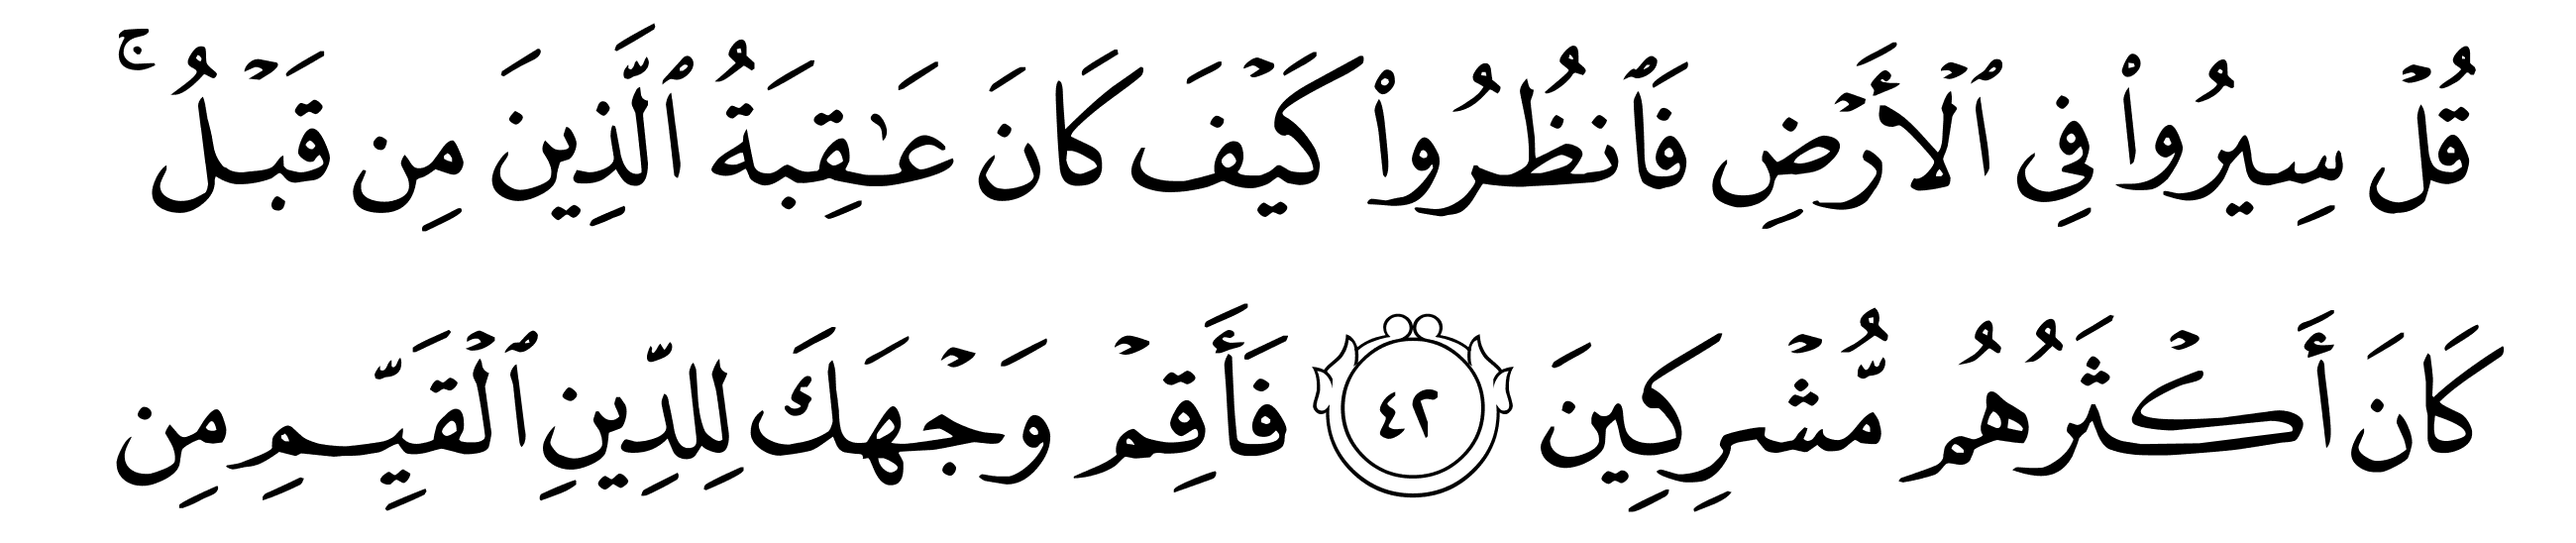 قُلۡ سِيرُواْ فِي ٱلۡأَرۡضِ فَٱنظُرُواْ كَيۡفَ كَانَ عَٰقِبَةُ ٱلَّذِينَ مِن قَبۡلُۚ
كَانَ أَكۡثَرُهُم مُّشۡرِكِينَ ٤٢ فَأَقِمۡ وَجۡهَكَ لِلدِّينِ ٱلۡقَيِّمِ مِن